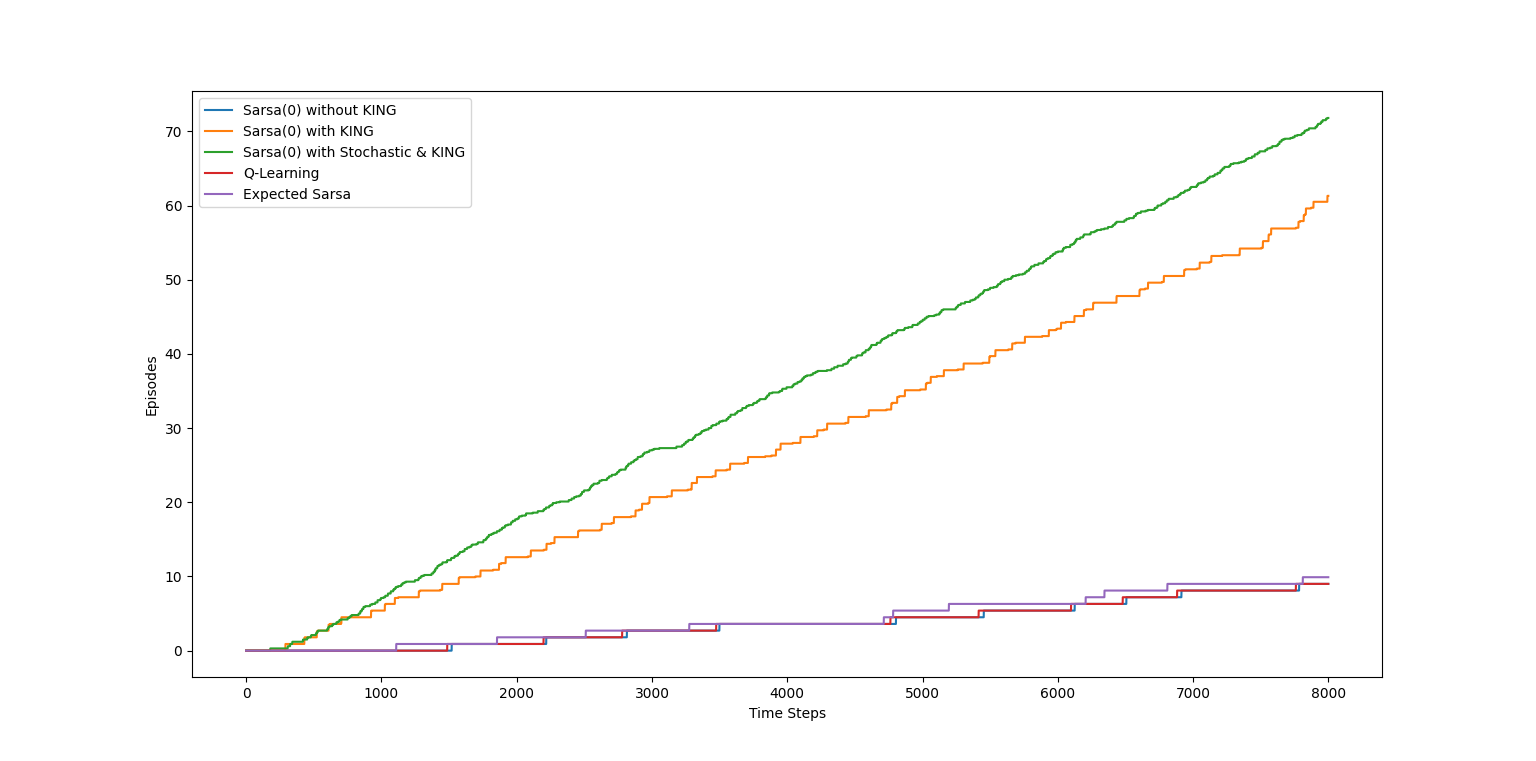 Sarsa(0) without KING
Sarsa(0) with KING
Sarsa(0) with Stochastic & KING
Q-Learning
Expected Sarsa
70
60
50
40
30
20
10
0
Episodes
0 1000 2000 3000 4000 5000 6000 7000 8000
Time Steps